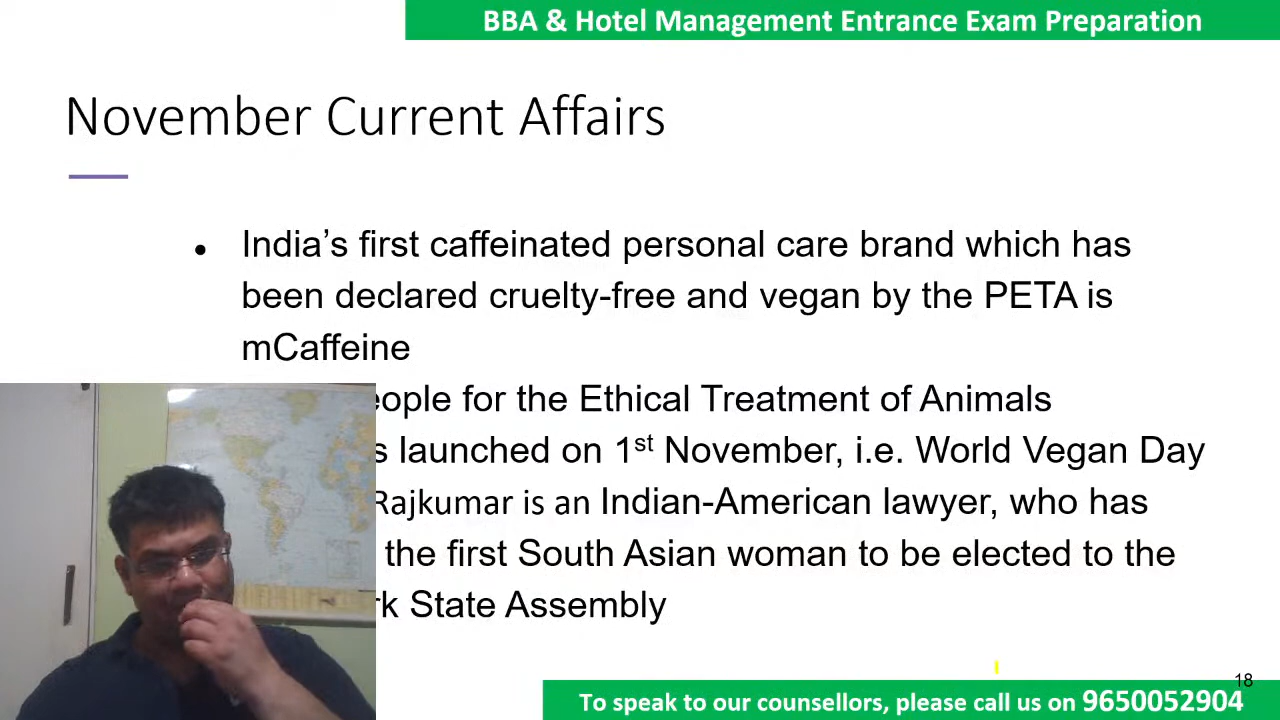 BBA & Hotel Management Entrance Exam Preparation
November Current Affairs
• India’s first caffeinated personal care brand which has
been declared cruelty-free and vegan by the PETA is
mCaffeine
for the Ethical Treatment of Animals
launched on 1st November, i.e. World Vegan Day
Rajkumar is an Indian-American lawyer, who has
the first South Asian woman to be elected to the
State Assembly
18
To speak to our counsellors, please call us on 9650052904